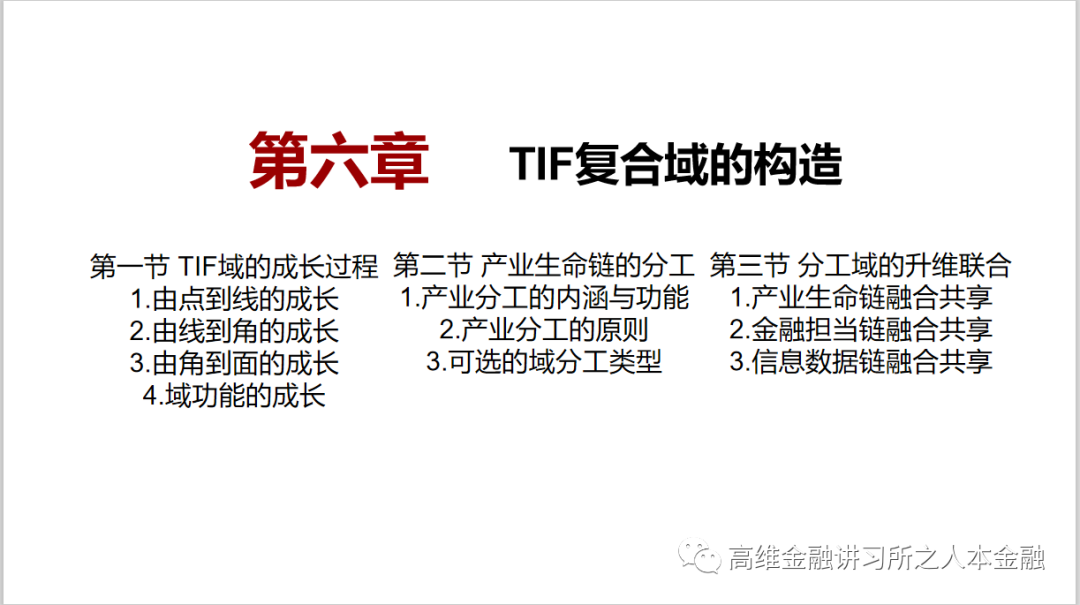 第六章 TIF复合域的构造
第一节 TIF域的成长过程
1.由点到线的成长
2.由线到角的成长
3.由角到面的成长
4.域功能的成长
第二节 产业生命链的分工
1.产业分工的内涵与功能
2.产业分工的原则
3.可选的域分工类型
第三节 分工域的升维联合
1.产业生命链融合共享
2.金融担当链融合共享
3.信息数据链融合共享
高维金融讲习所之人本金融